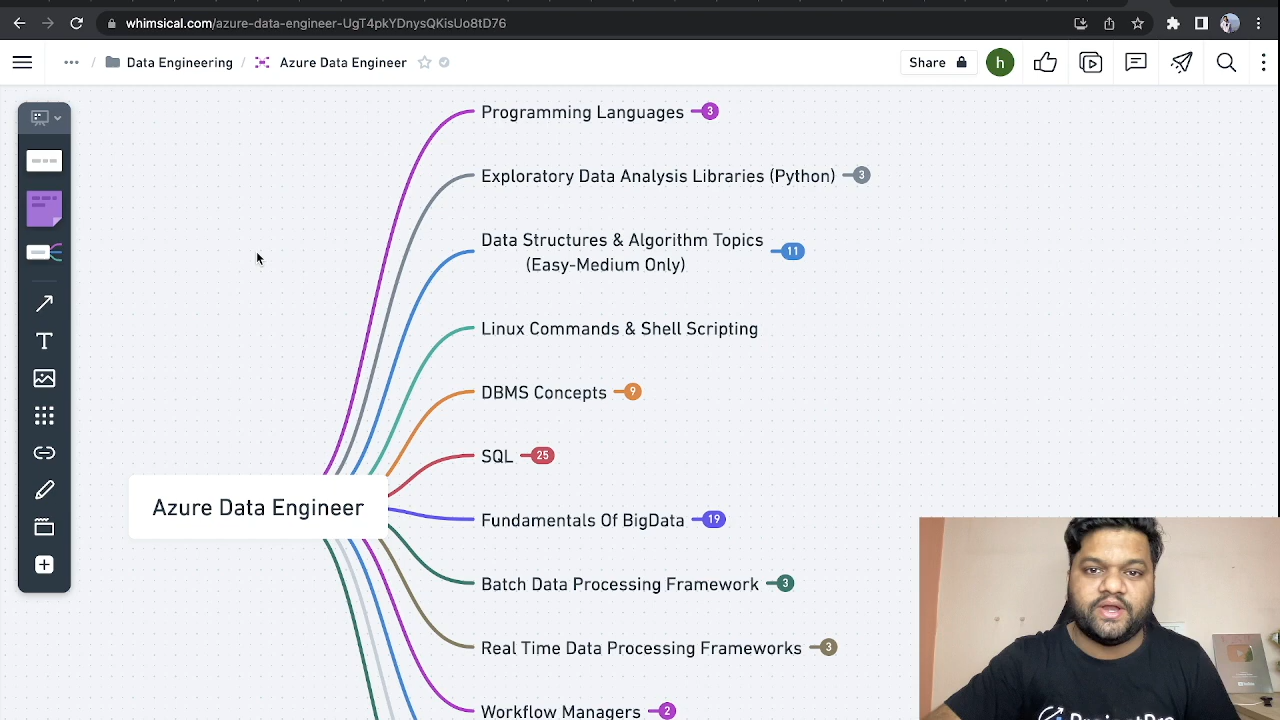 whimsical.com/azure-data-engineer-UgT4pkYDnysQKisUo8tD76
Data Engineering / Azure Data Engineer
Share
h
Programming Languages 3
Exploratory Data Analysis Libraries (Python) 3
Data Structures & Algorithm Topics
(Easy-Medium Only) 11
Linux Commands & Shell Scripting
DBMS Concepts 9
SQL 25
Azure Data Engineer
Fundamentals Of BigData 19
Batch Data Processing Framework 3
Real Time Data Processing Frameworks 3
Workflow Managers 2
ProjectPro